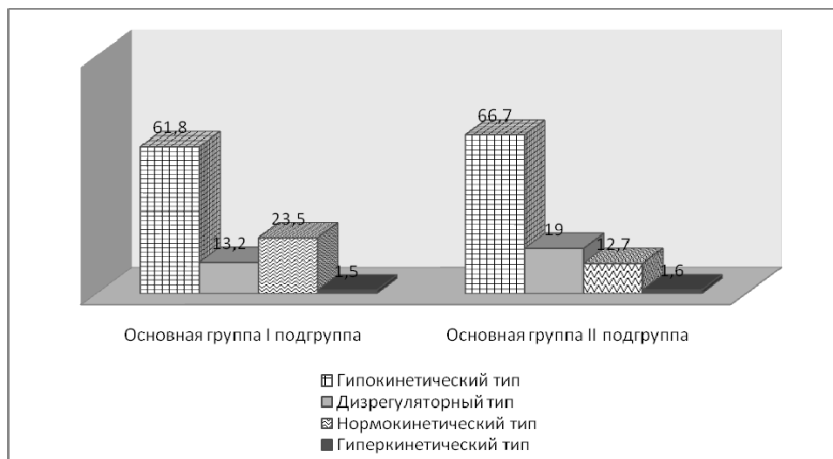 61,8
13,2
23,5
1,5
66,7
19
12,7
1,6
Основная группа I подгруппа
Основная группа II подгруппа
Гипокинетический тип
Дизрегуляторный тип
Нормокинетический тип
Гиперкинетический тип